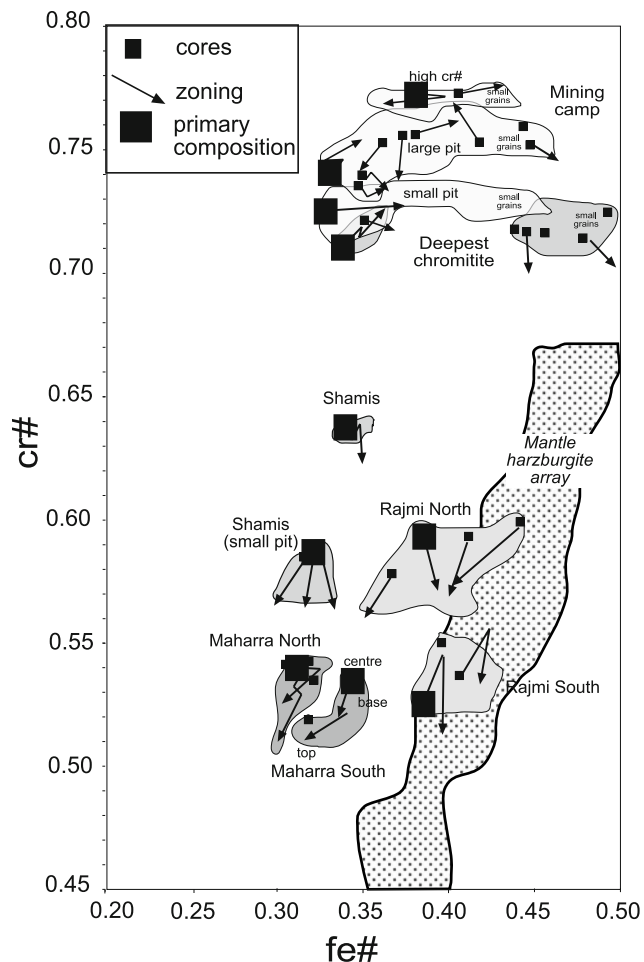 0.80
cores
zoning
primary
composition
high cr#
small
grains
Mining
camp
0.75
large pit
small
grains
small pit
small
grains
small
grains
Deepest
chromitite
0.70
0.65
Shamis
cr#
Mantle
harzburgite
array
0.60
Rajmi North
Shamis
(small pit)
0.55
Maharra North
centre
base
Rajmi South
top
Maharra South
0.50
0.45
0.20
0.25
0.30
0.35
0.40
0.45
0.50
fe#